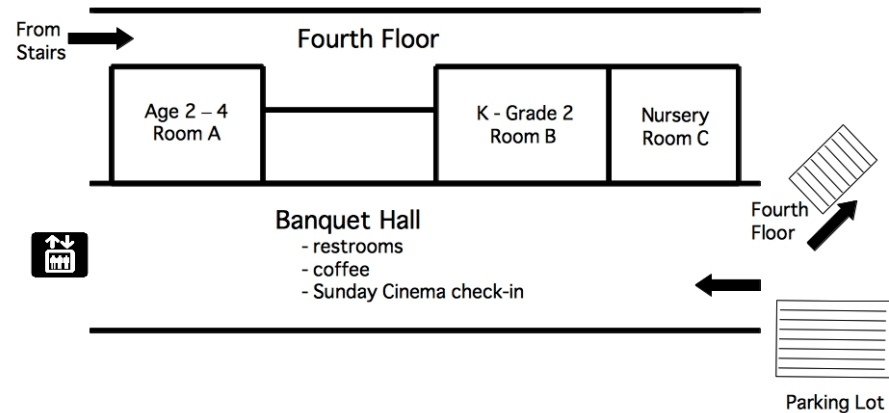 From
Stairs
Fourth Floor
Age 2 – 4
Room A
K - Grade 2
Room B
Nursery
Room C
Fourth
Floor
Banquet Hall
- restrooms
- coffee
- Sunday Cinema check-in
Parking Lot